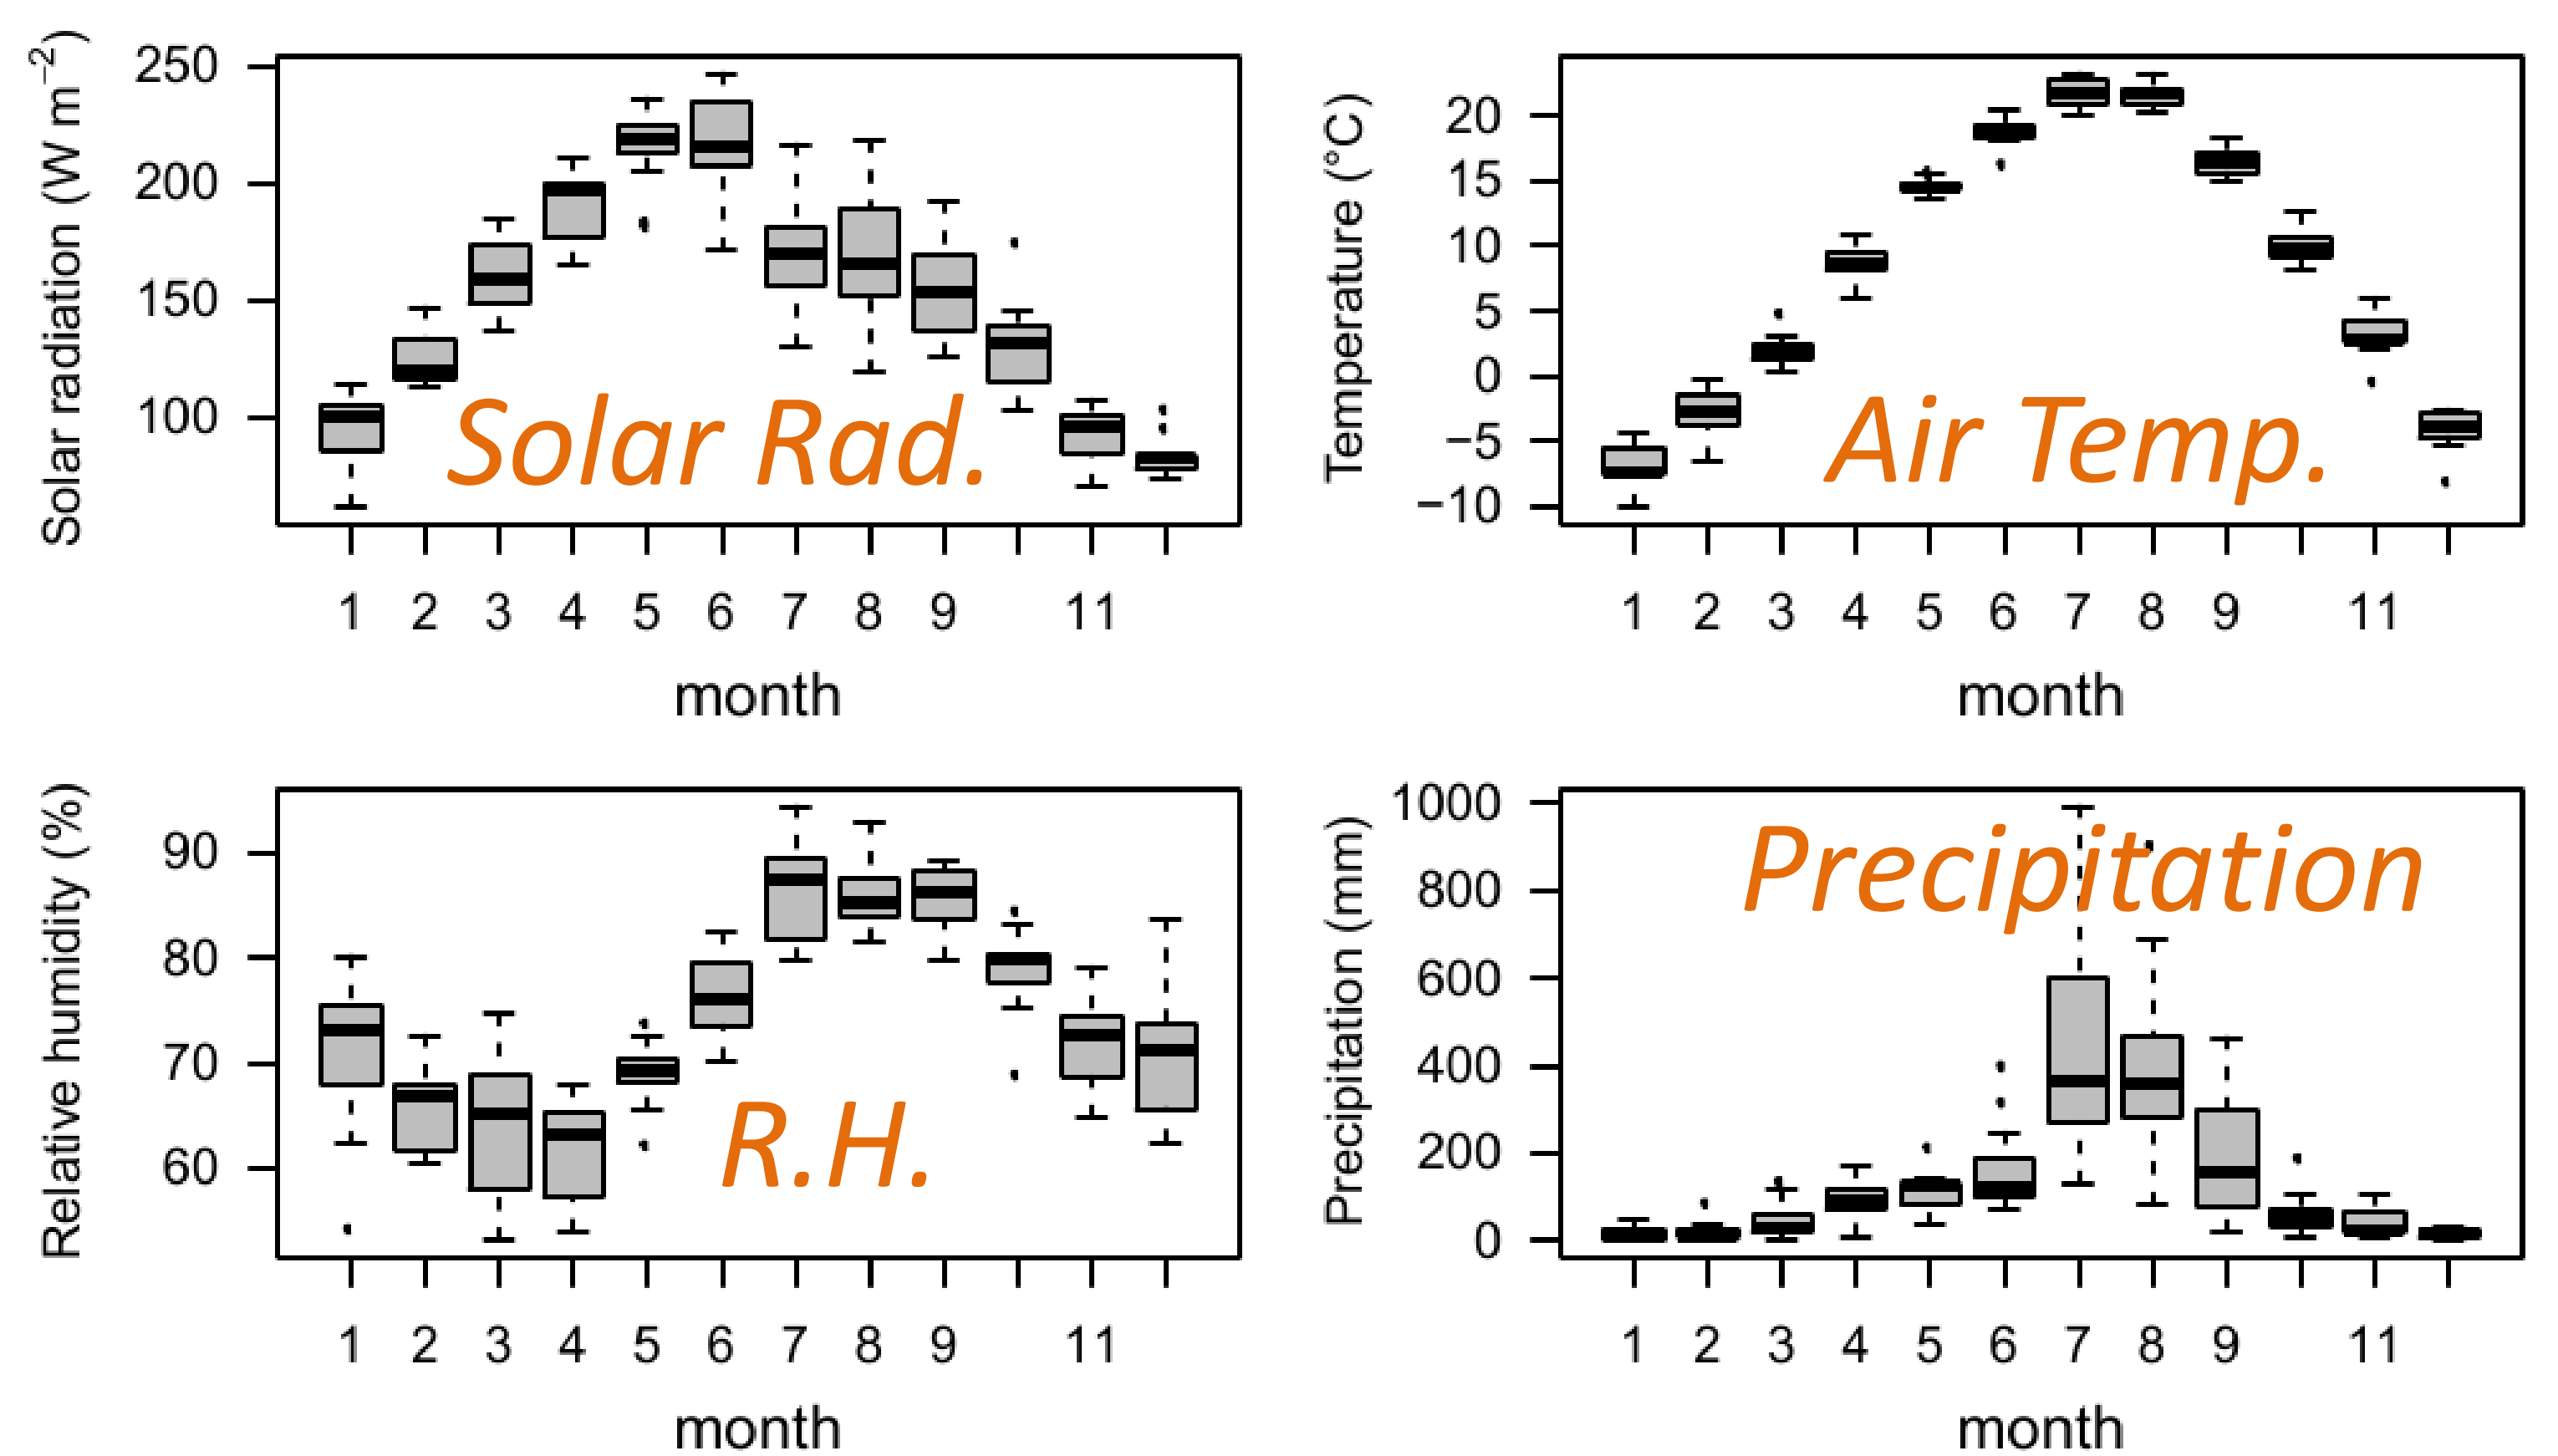 Solar radiation (W m−2)
250
200
150
100
Solar Rad.
1 2 3 4 5 6 7 8 9 11
month
Temperature (°C)
20
15
10
5
0
−5
−10
Air Temp.
1 2 3 4 5 6 7 8 9 11
month
Relative humidity (%)
90
80
70
60
R.H.
1 2 3 4 5 6 7 8 9 11
month
Precipitation (mm)
1000
800
600
400
200
0
Precipitation
1 2 3 4 5 6 7 8 9 11
month